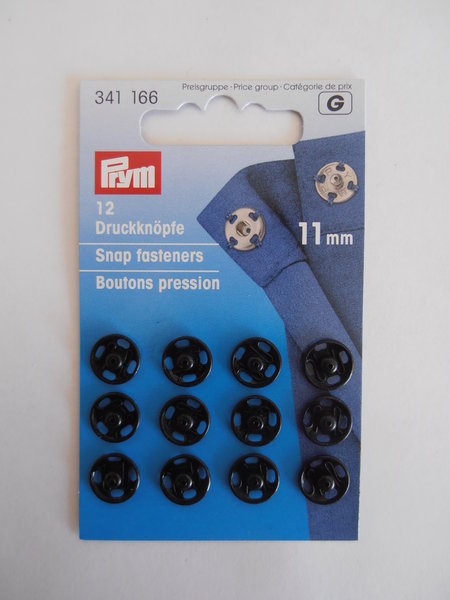 Preisgruppe · Price group · Catégorie de prix
341 166
G
Prym
12
Druckknöpfe
11 mm
Snap fasteners
Boutons pression